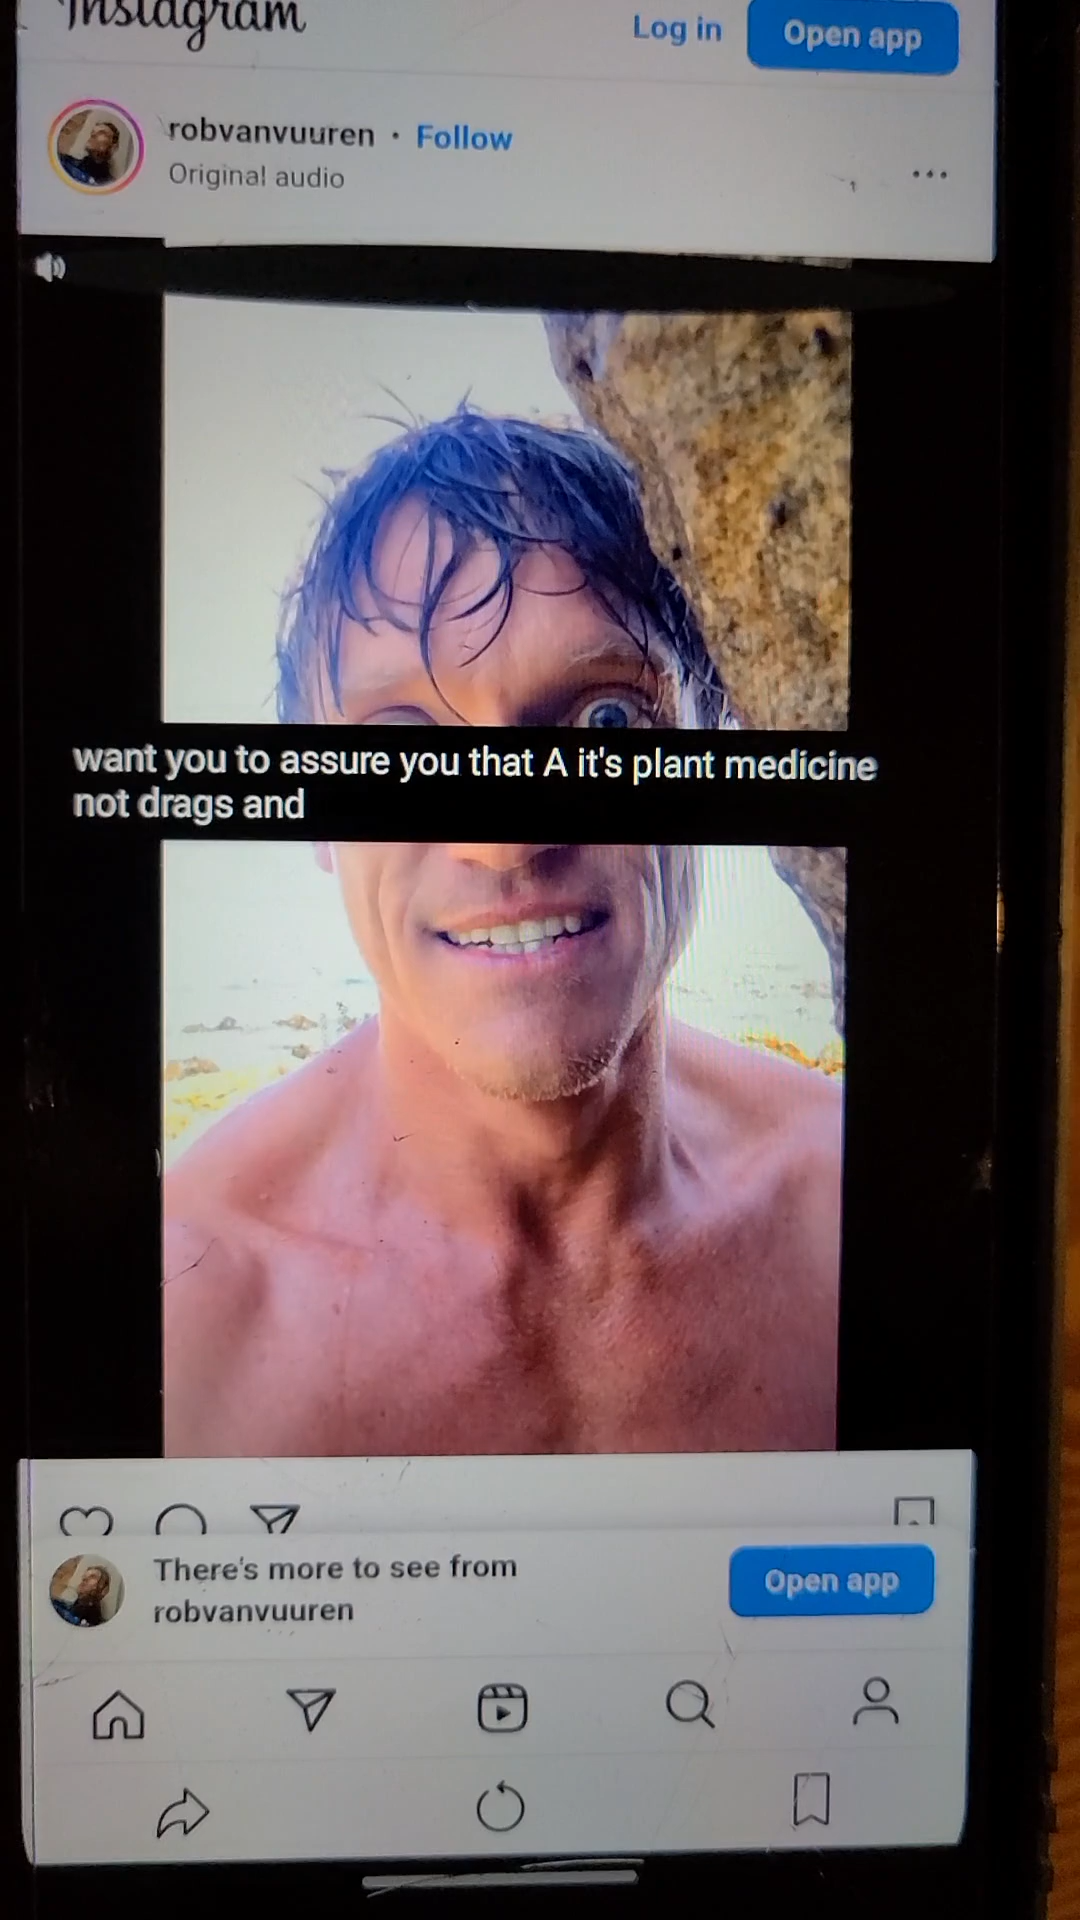 Instagram
Log in
Open app
robvanvuuren • Follow
Original audio
want you to assure you that A it's plant medicine
not drags and
There's more to see from
robvanvuuren
Open app